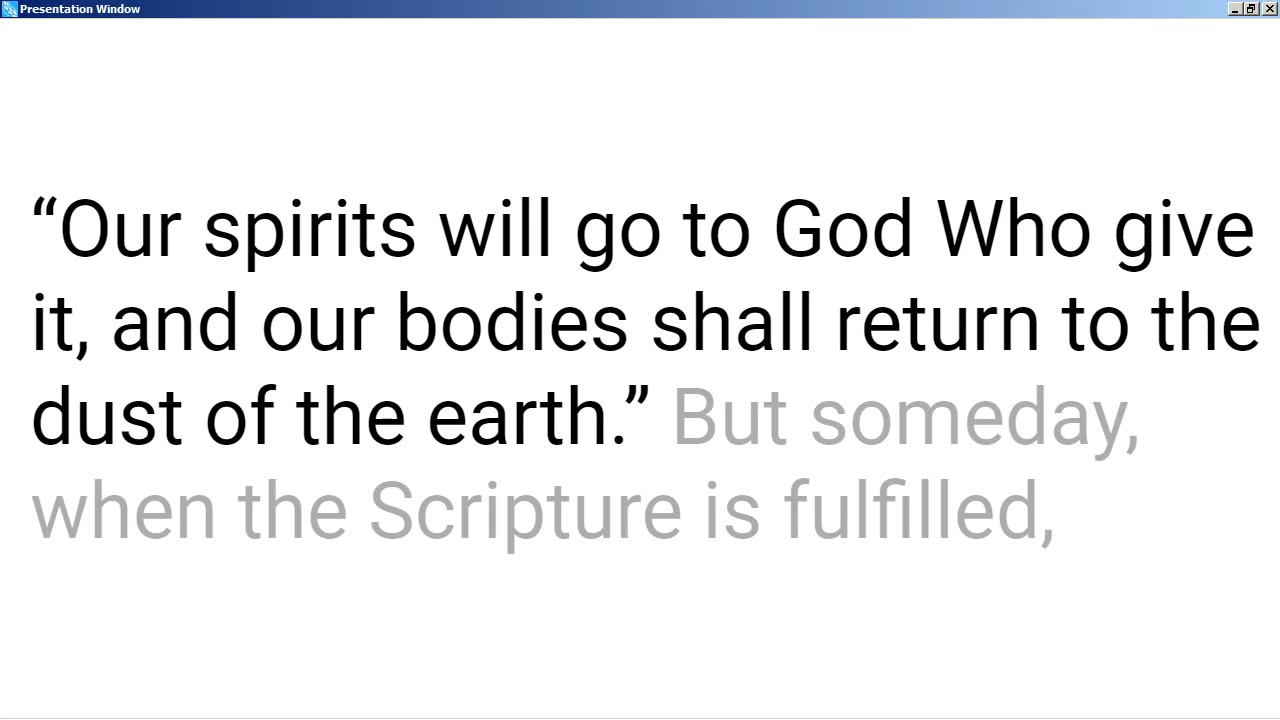 Presentation Window
“Our spirits will go to God Who give
it, and our bodies shall return to the
dust of the earth.” But someday,
when the Scripture is fulfilled,